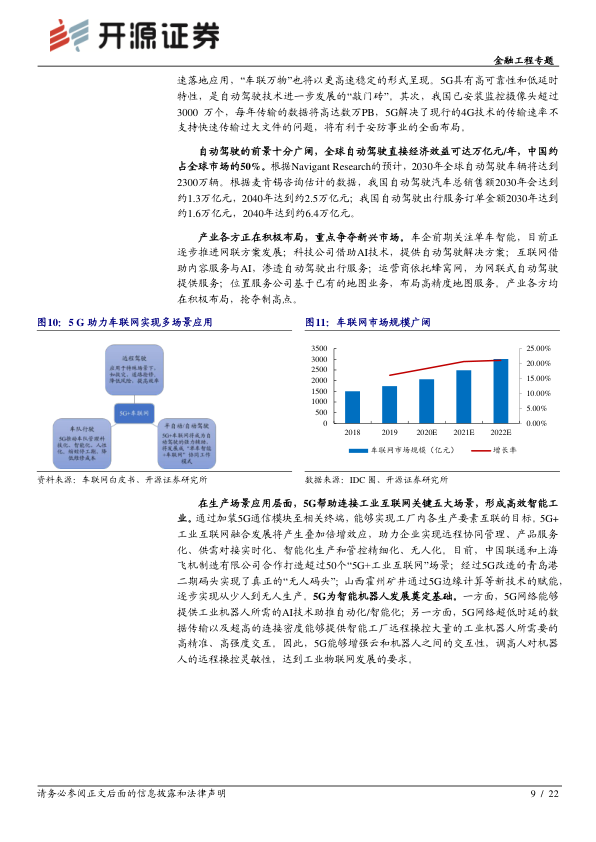 开源证券
金融工程专题
速落地应用，“车联万物”也将以更高速稳定的形式呈现。5G具有高可靠性和低延时
特性，是自动驾驶技术进一步发展的“敲门砖”。其次，我国已安装监控摄像头超过
3000 万个，每年传输的数据将高达数万PB，5G解决了现行的4G技术的传输速率不
支持快速传输过大文件的问题，将有利于安防事业的全面布局。
自动驾驶的前景十分广阔，全球自动驾驶直接经济效益可达万亿元/年，中国约
占全球市场的50%。根据Navigant Research的预计，2030年全球自动驾驶车辆将达到
2300万辆。根据麦肯锡咨询估计的数据，我国自动驾驶汽车总销售额2030年会达到
约1.3万亿元，2040年达到约2.5万亿元；我国自动驾驶出行服务订单金额2030年达到
约1.6万亿元，2040年达到约6.4万亿元。
产业各方正在积极布局，重点争夺新兴市场。车企前期关注单车智能，目前正
逐步推进网联方案发展；科技公司借助AI技术，提供自动驾驶解决方案；互联网借
助内容服务与AI，渗透自动驾驶出行服务；运营商依托蜂窝网，为网联式自动驾驶
提供服务；位置服务公司基于已有的地图业务，布局高精度地图服务。产业各方均
在积极布局，抢夺制高点。
图10：5 G 助力车联网实现多场景应用
远程驾驶
应用于特殊场景下，
如救灾、道路抢修，
降低风险、提高效率
5G+车联网
车队行驶
5G推动车队管理科
技化、智能化、人性
化，缩短停工期、降
低维修成本
半自动/自动驾驶
5G+车联网将成为自
动驾驶的强力辅助，
将发展成“单车智能
+车联网”协同工作
模式
资料来源：车联网白皮书、开源证券研究所
图11：车联网市场规模广阔
3500
3000
2500
2000
1500
1000
500
0
25.00%
20.00%
15.00%
10.00%
5.00%
0.00%
2018 2019 2020E 2021E 2022E
车联网市场规模（亿元） 增长率
数据来源：IDC 圈、开源证券研究所
在生产场景应用层面，5G帮助连接工业互联网关键五大场景，形成高效智能工
业。通过加装5G通信模块至相关终端，能够实现工厂内各生产要素互联的目标。5G+
工业互联网融合发展将产生叠加倍增效应，助力企业实现远程协同管理、产品服务
化、供需对接实时化、智能化生产和管控精细化、无人化。目前，中国联通和上海
飞机制造有限公司合作打造超过50个“5G+工业互联网”场景；经过5G改造的青岛港
二期码头实现了真正的“无人码头”；山西霍州矿井通过5G边缘计算等新技术的赋能，
逐步实现从少人到无人生产。5G为智能机器人发展奠定基础。一方面，5G网络能够
提供工业机器人所需的AI技术助推自动化/智能化；另一方面，5G网络超低时延的数
据传输以及超高的连接密度能够提供智能工厂远程操控大量的工业机器人所需要的
高精准、高强度交互。因此，5G能够增强云和机器人之间的交互性，调高人对机器
人的远程操控灵敏性，达到工业物联网发展的要求。
请务必参阅正文后面的信息披露和法律声明
9 / 22